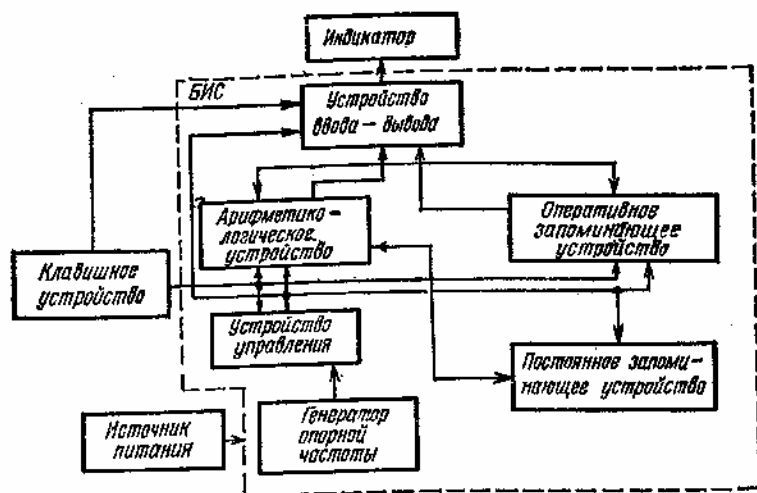 Индикатор
БИС
Устройство
ввода – вывода
Арифметико –
логическое
устройство
Оперативное
запоминающее
устройство
Клавишное
устройство
Устройство
управления
Постоянное запоми–
нающее устройство
Источник
питания
Генератор
опорной
частоты